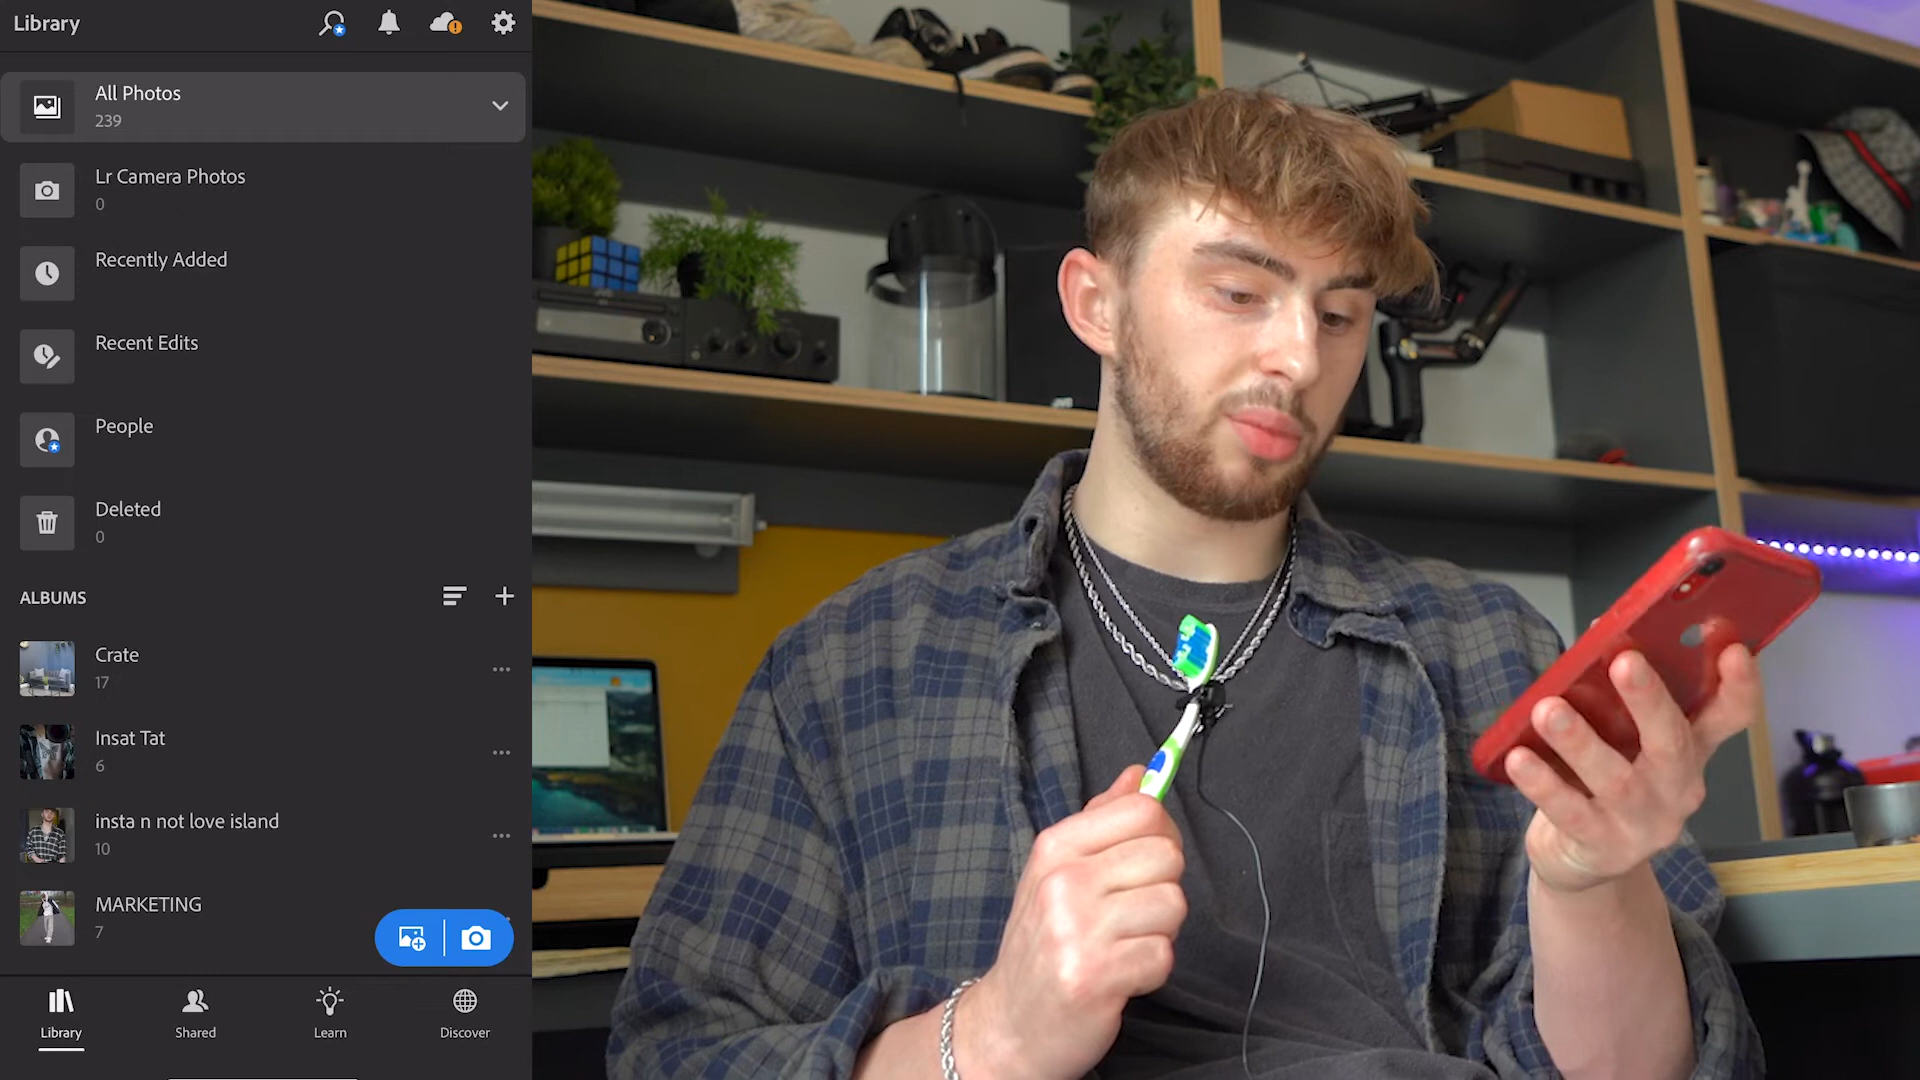 Library
All Photos
239
Lr Camera Photos
0
Recently Added
Recent Edits
People
Deleted
0
ALBUMS
Crate
17
Insat Tat
6
insta n not love island
10
MARKETING
7
Library
Shared
Learn
Discover